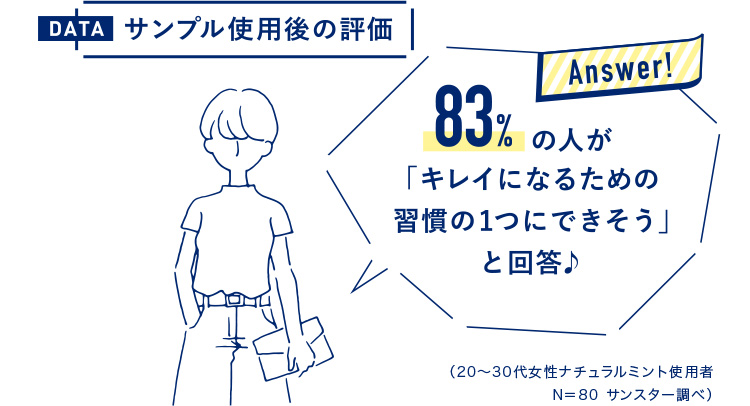 DATA サンプル使用後の評価
Answer!
83% の人が
「キレイになるための
習慣の1つにできそう」
と回答♪
（20〜30代女性ナチュラルミント使用者
N=80 サンスター調べ）